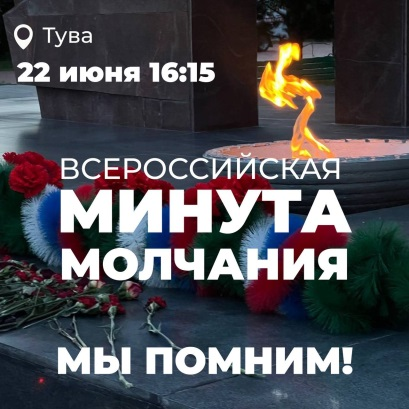 Тува
22 июня 16:15
ВСЕРОССИЙСКАЯ
МИНУТА
МОЛЧАНИЯ
МЫ ПОМНИМ!